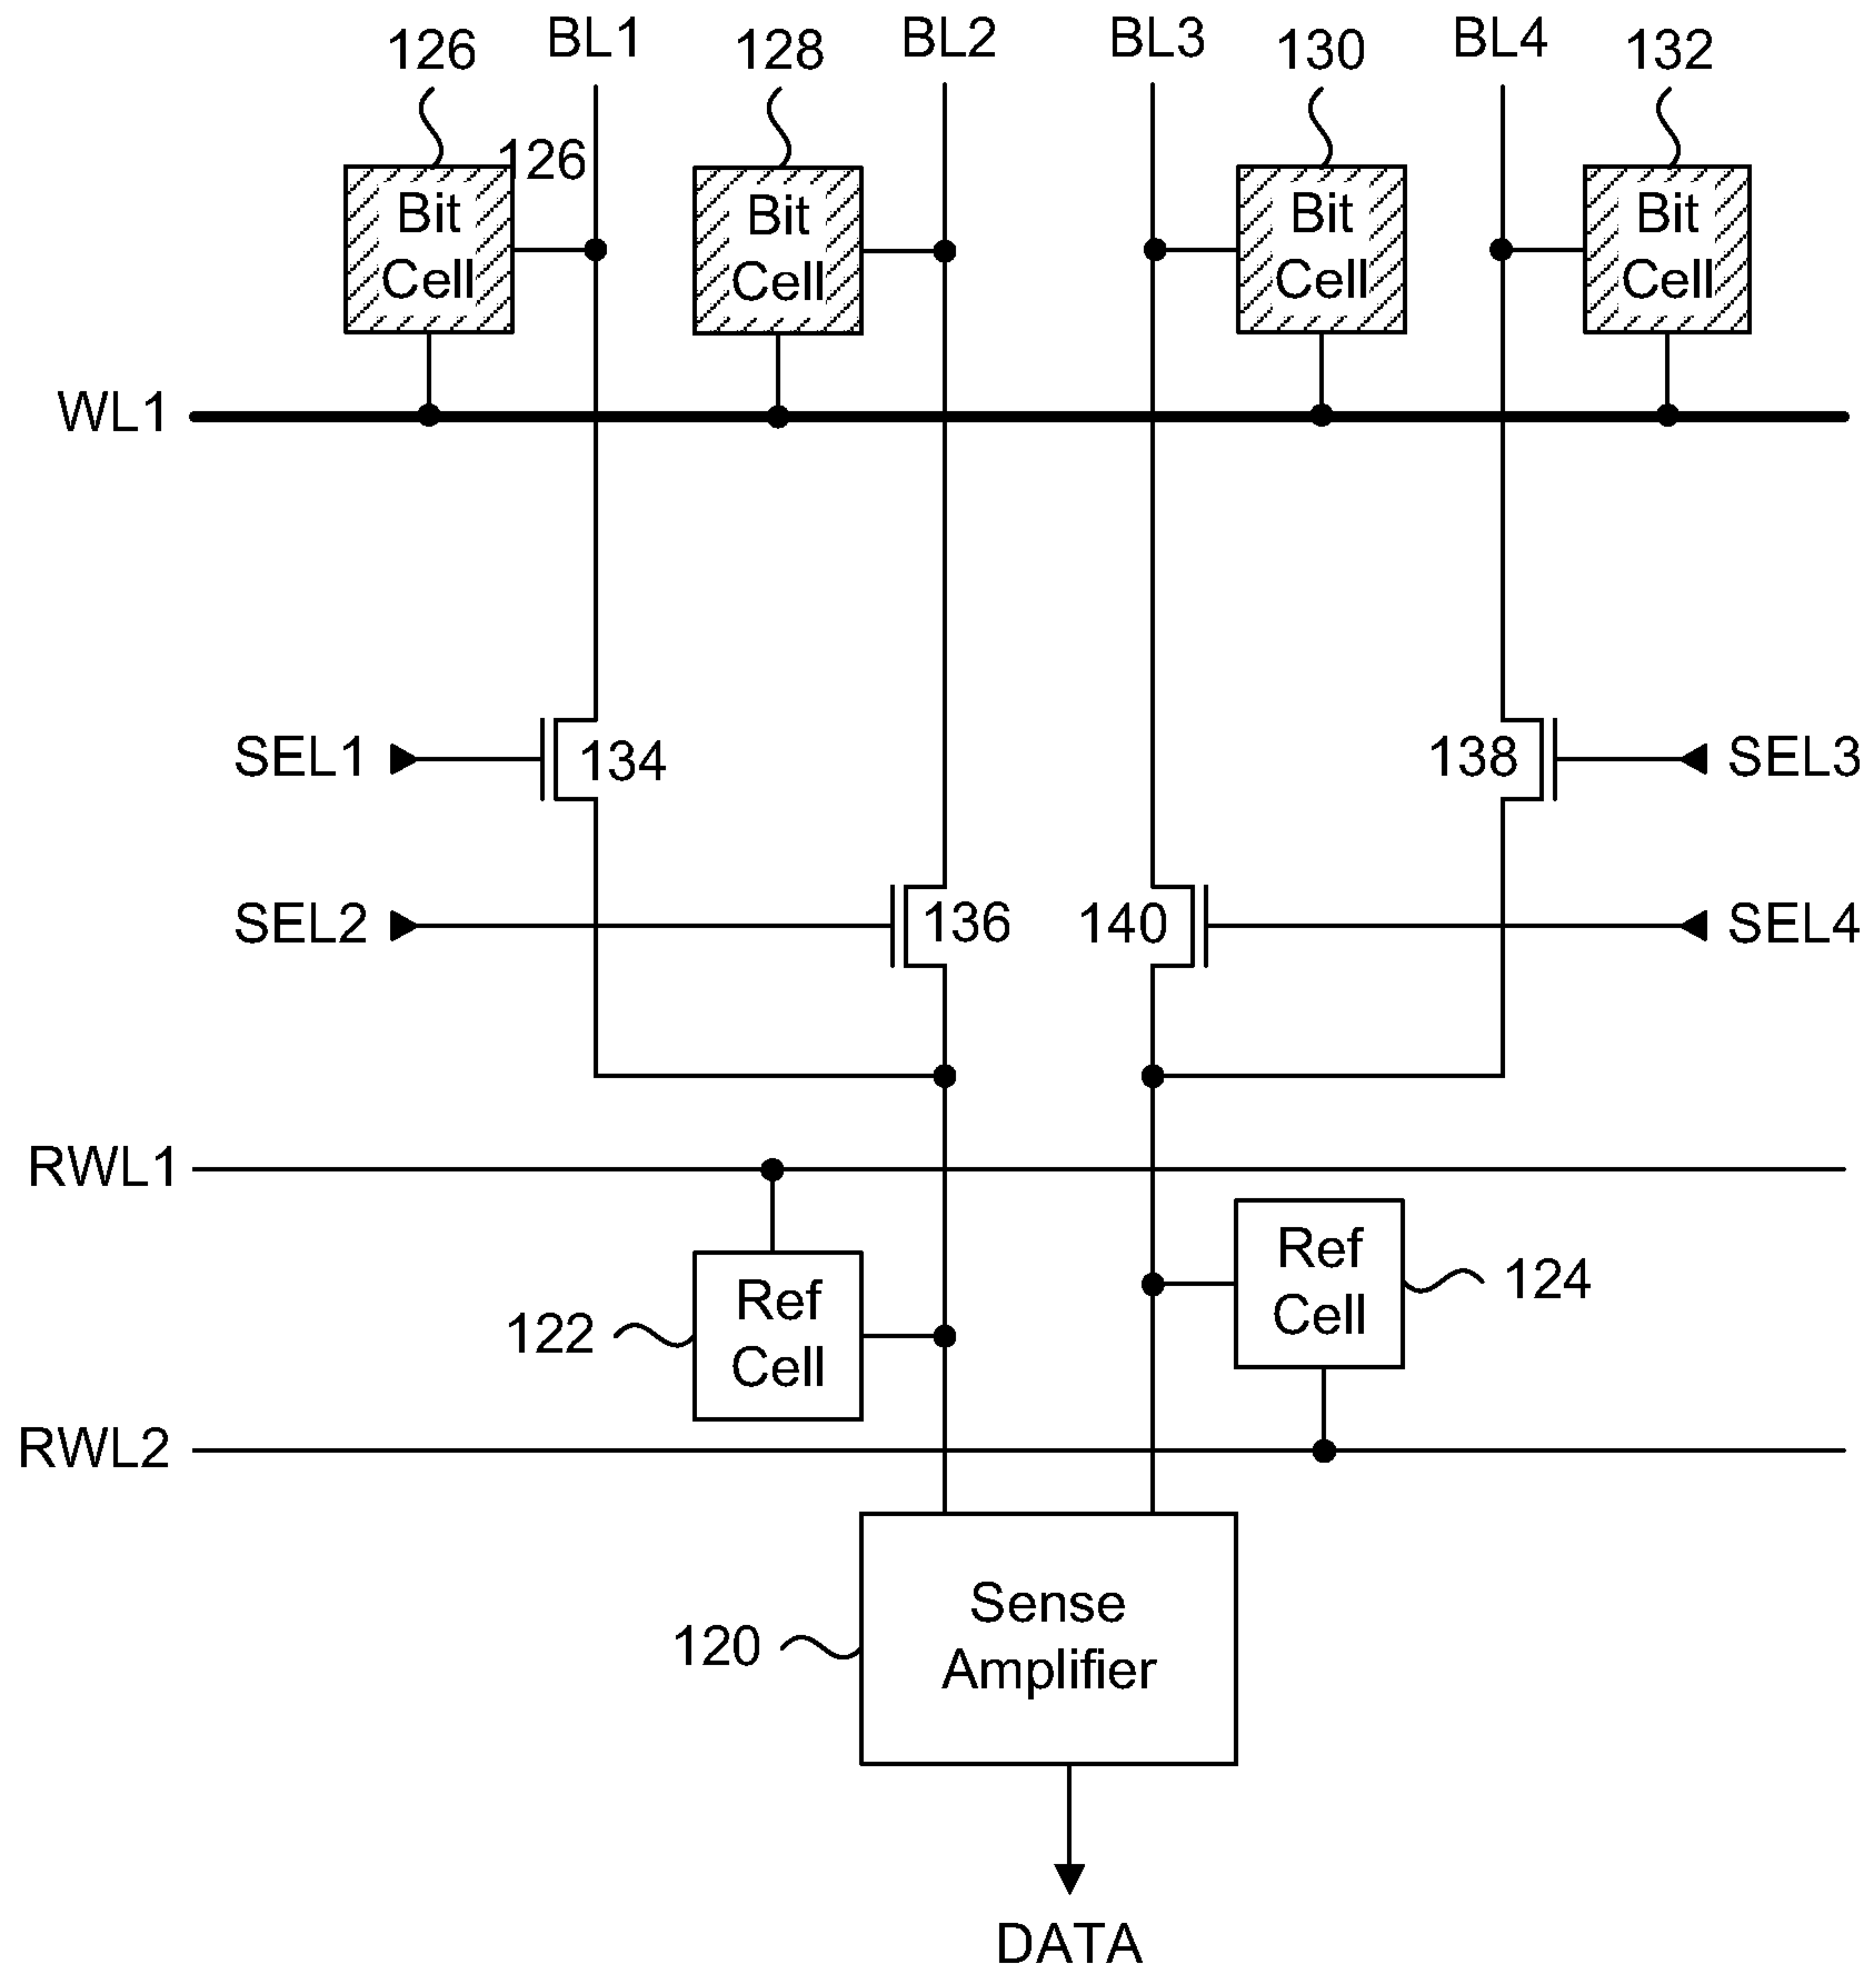 126 BL1 128 BL2 BL3 130 BL4 132
126
Bit Cell
Bit Cell
Bit Cell
Bit Cell
WL1
SEL1 134 138 SEL3
SEL2 136 140 SEL4
RWL1
Ref Cell 124
122 Ref Cell
RWL2
Sense
120
Amplifier
DATA